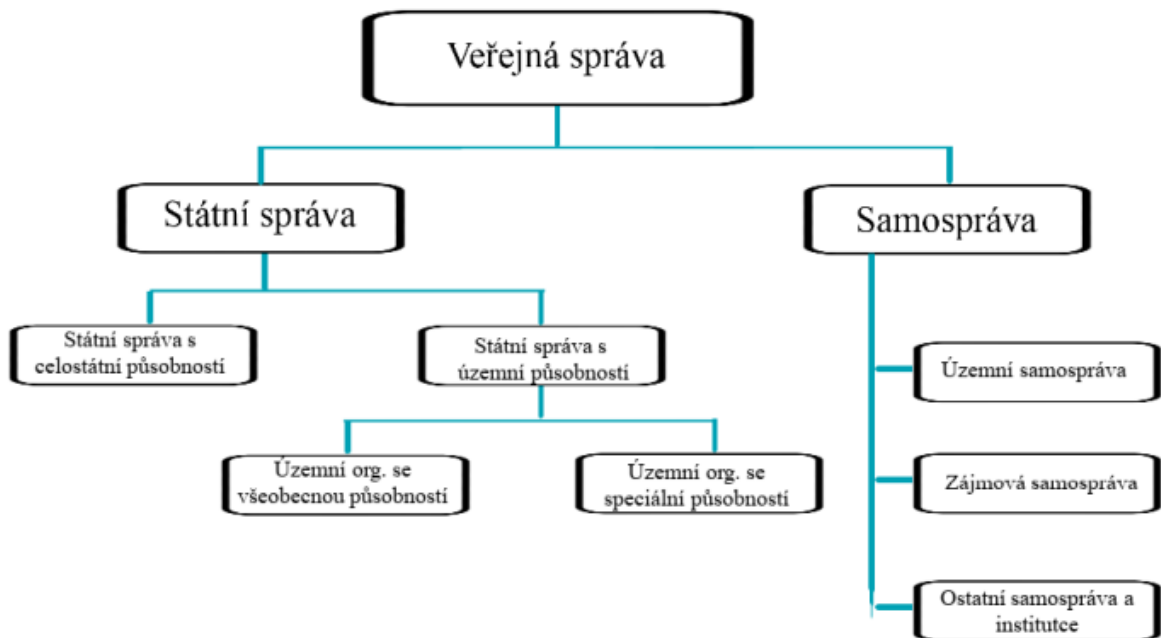 Veřejná správa
Státní správa
Samospráva
Státní správa s
celostátní působností
Státní správa s
územní působností
Územní samospráva
Územní org. se
všeobecnou působností
Územní org. se
speciální působností
Zájmová samospráva
Ostatní samospráva a
institutce